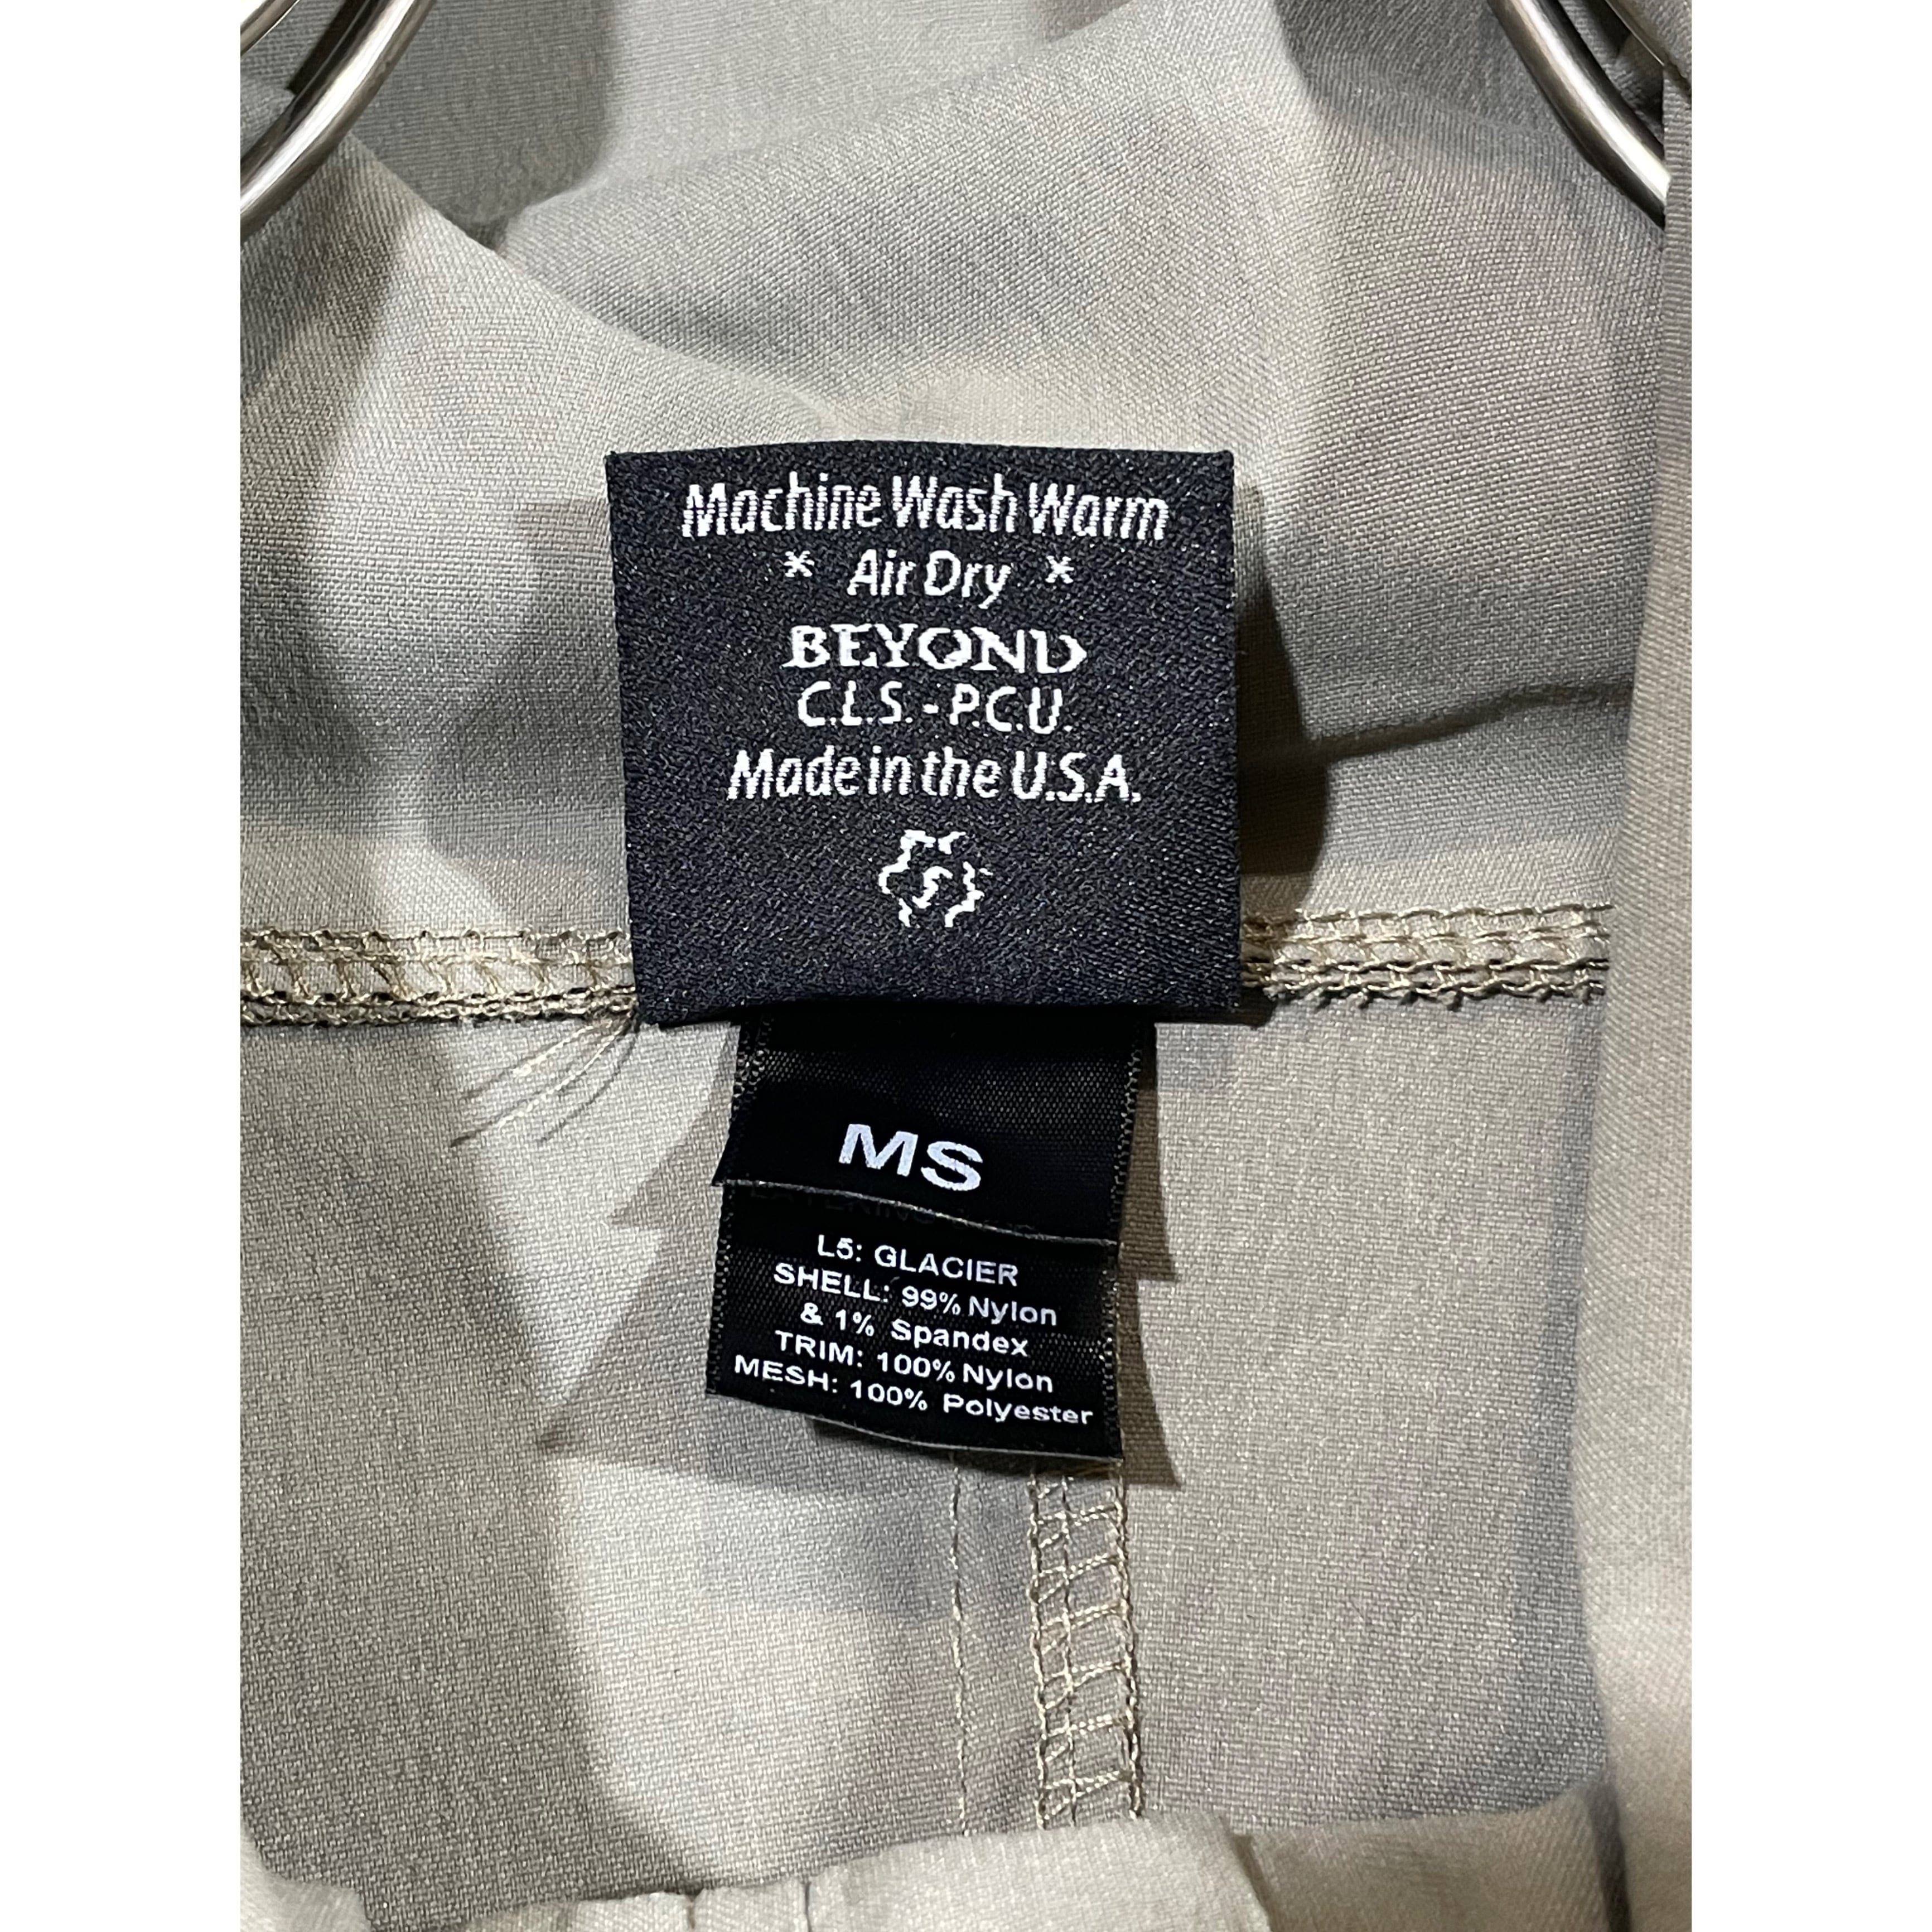 Machine Wash Warm
* Air Dry *
BEYOND
C.L.S.-P.C.U.
Made in the U.S.A.
MS
L5: GLACIER
SHELL: 99% Nylon
& 1% Spandex
TRIM: 100% Nylon
MESH: 100% Polyester